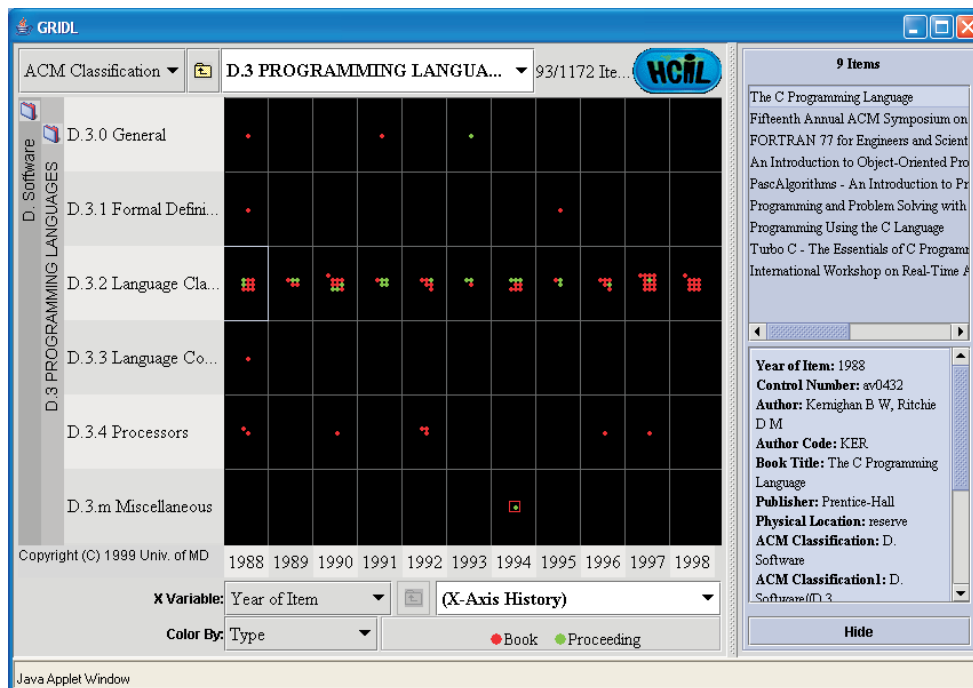 GRIDL
ACM Classification
D.3 PROGRAMMING LANGUA...
93/1172 Ite...
HCIL
D. Software
D.3 PROGRAMMING LANGUAGES
D.3.0 General
D.3.1 Formal Defini...
D.3.2 Language Cla...
D.3.3 Language Co...
D.3.4 Processors
D.3.m Miscellaneous
Copyright (C) 1999 Univ. of MD
1988 1989 1990 1991 1992 1993 1994 1995 1996 1997 1998
X Variable: Year of Item
(X-Axis History)
Color By: Type
Book Proceeding
9 Items
The C Programming Language
Fifteenth Annual ACM Symposium on
FORTRAN 77 for Engineers and Scient
An Introduction to Object-Oriented Pro
PascAlgorithms - An Introduction to Pr
Programming and Problem Solving with
Programming Using the C Language
Turbo C - The Essentials of C Programm
International Workshop on Real-Time A
Year of Item: 1988
Control Number: av0432
Author: Kernighan B W, Ritchie
D M
Author Code: KER
Book Title: The C Programming
Language
Publisher: Prentice-Hall
Physical Location: reserve
ACM Classification: D.
Software
ACM Classification1: D.
Software||D.3
Hide
Java Applet Window